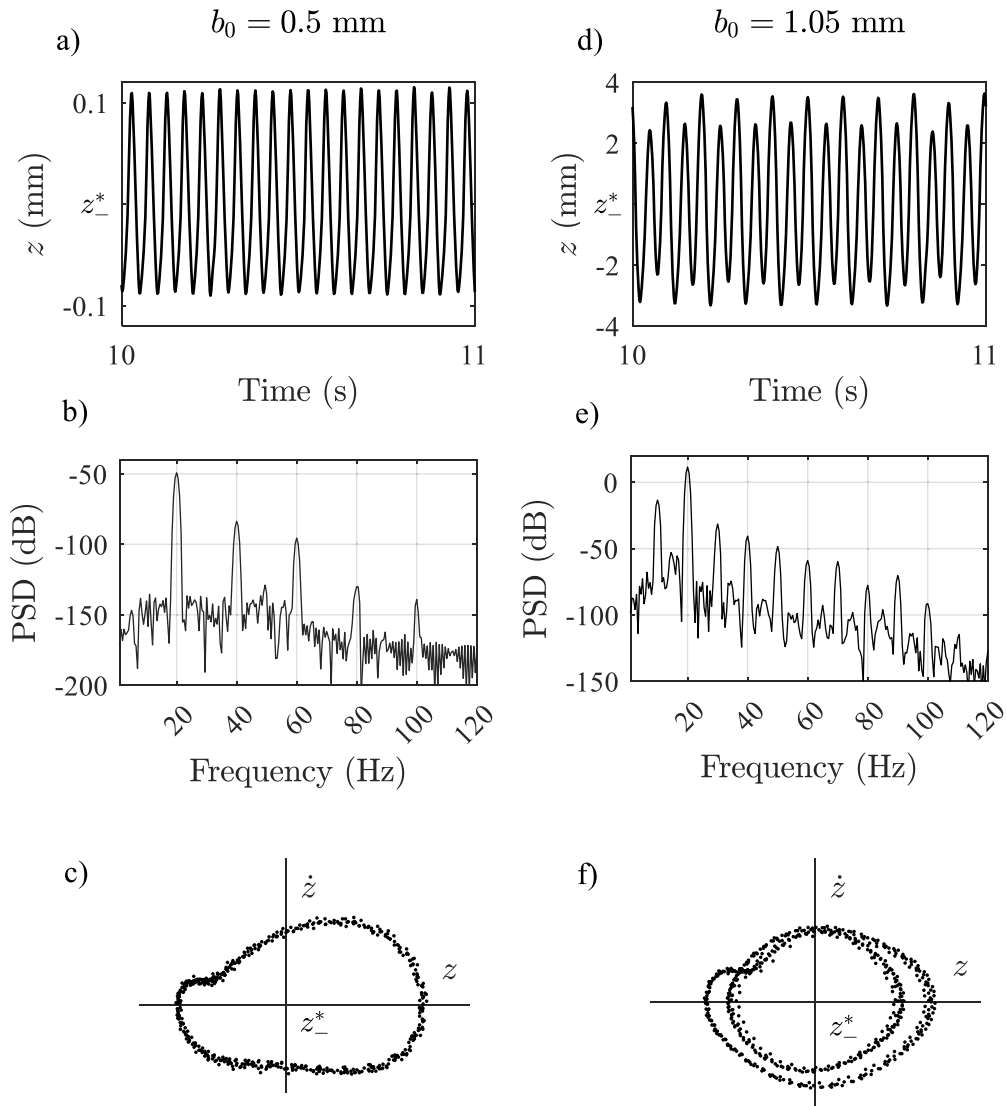 b₀ = 0.5 mm
a)
0.1
z₋*
-0.1
z (mm)
10
11
Time (s)
b)
-50
-100
-150
-200
PSD (dB)
20
40
60
80
100
120
Frequency (Hz)
c)
ż
z
z₋*
b₀ = 1.05 mm
d)
4
2
z₋*
-2
-4
z (mm)
10
11
Time (s)
e)
0
-50
-100
-150
PSD (dB)
20
40
60
80
100
120
Frequency (Hz)
f)
ż
z
z₋*